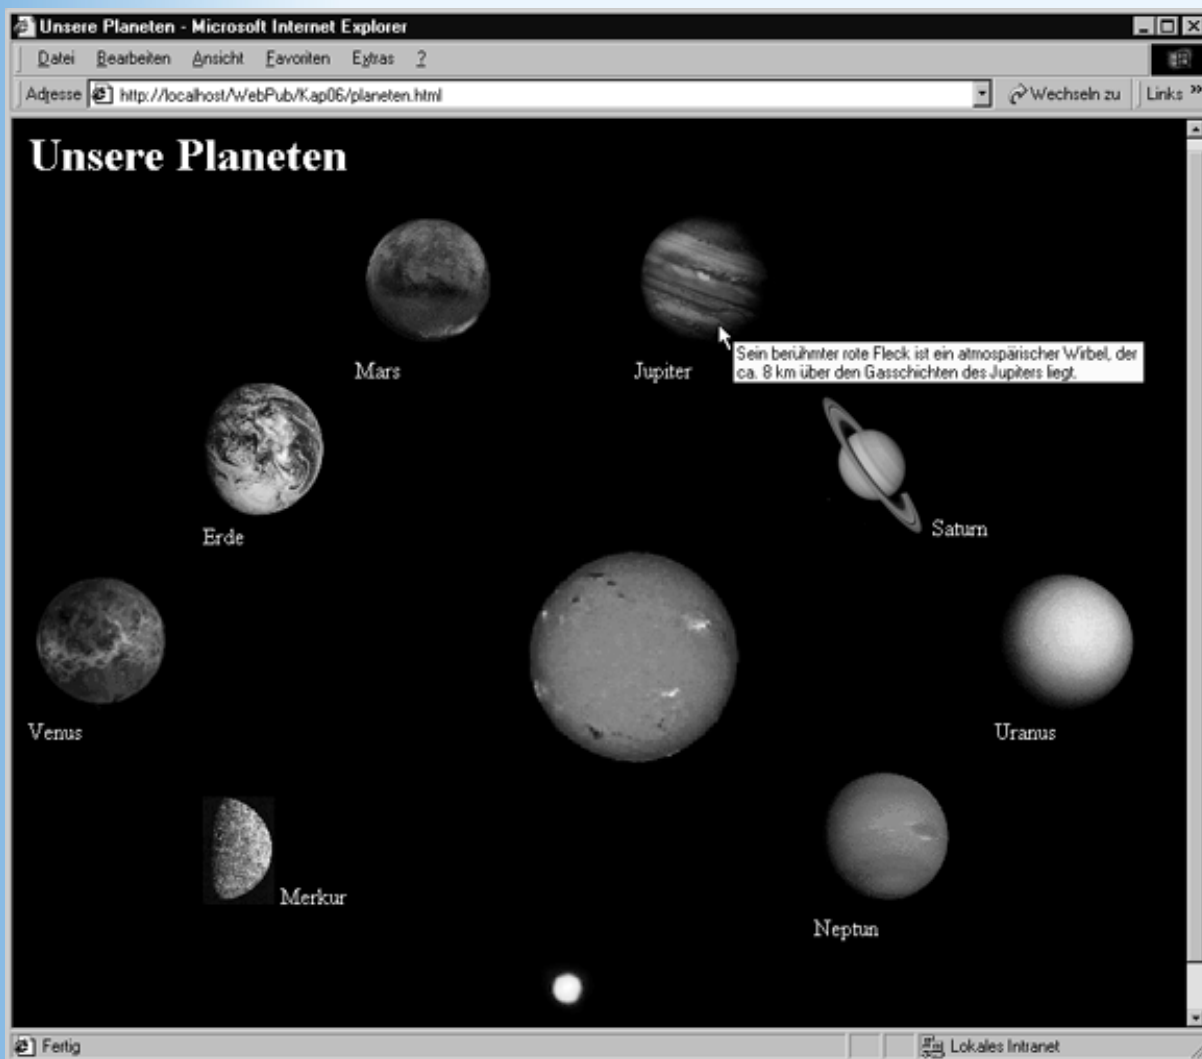 Unsere Planeten - Microsoft Internet Explorer
Datei Bearbeiten Ansicht Favoriten Extras ?
Adresse http://localhost/WebPub/Kap06/planeten.html Wechseln zu Links »
Unsere Planeten
Mars
Jupiter
Sein berühmter rote Fleck ist ein atmospärischer Wirbel, der
ca. 8 km über den Gasschichten des Jupiters liegt.
Erde
Saturn
Venus
Uranus
Merkur
Neptun
Fertig
Lokales Intranet